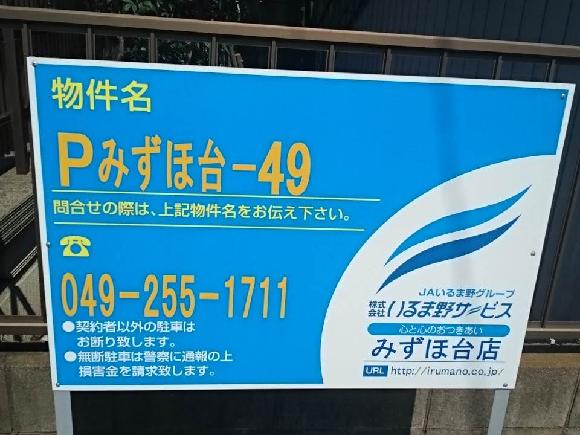 物件名
Pみずほ台-49
問合せの際は、上記物件名をお伝え下さい。
☎
049-255-1711
●契約者以外の駐車は
お断り致します。
●無断駐車は警察に通報の上
損害金を請求致します。
JAいるま野グループ
株式会社いるま野サービス
心と心のおつきあい
みずほ台店
URL http://irumano.co.jp/